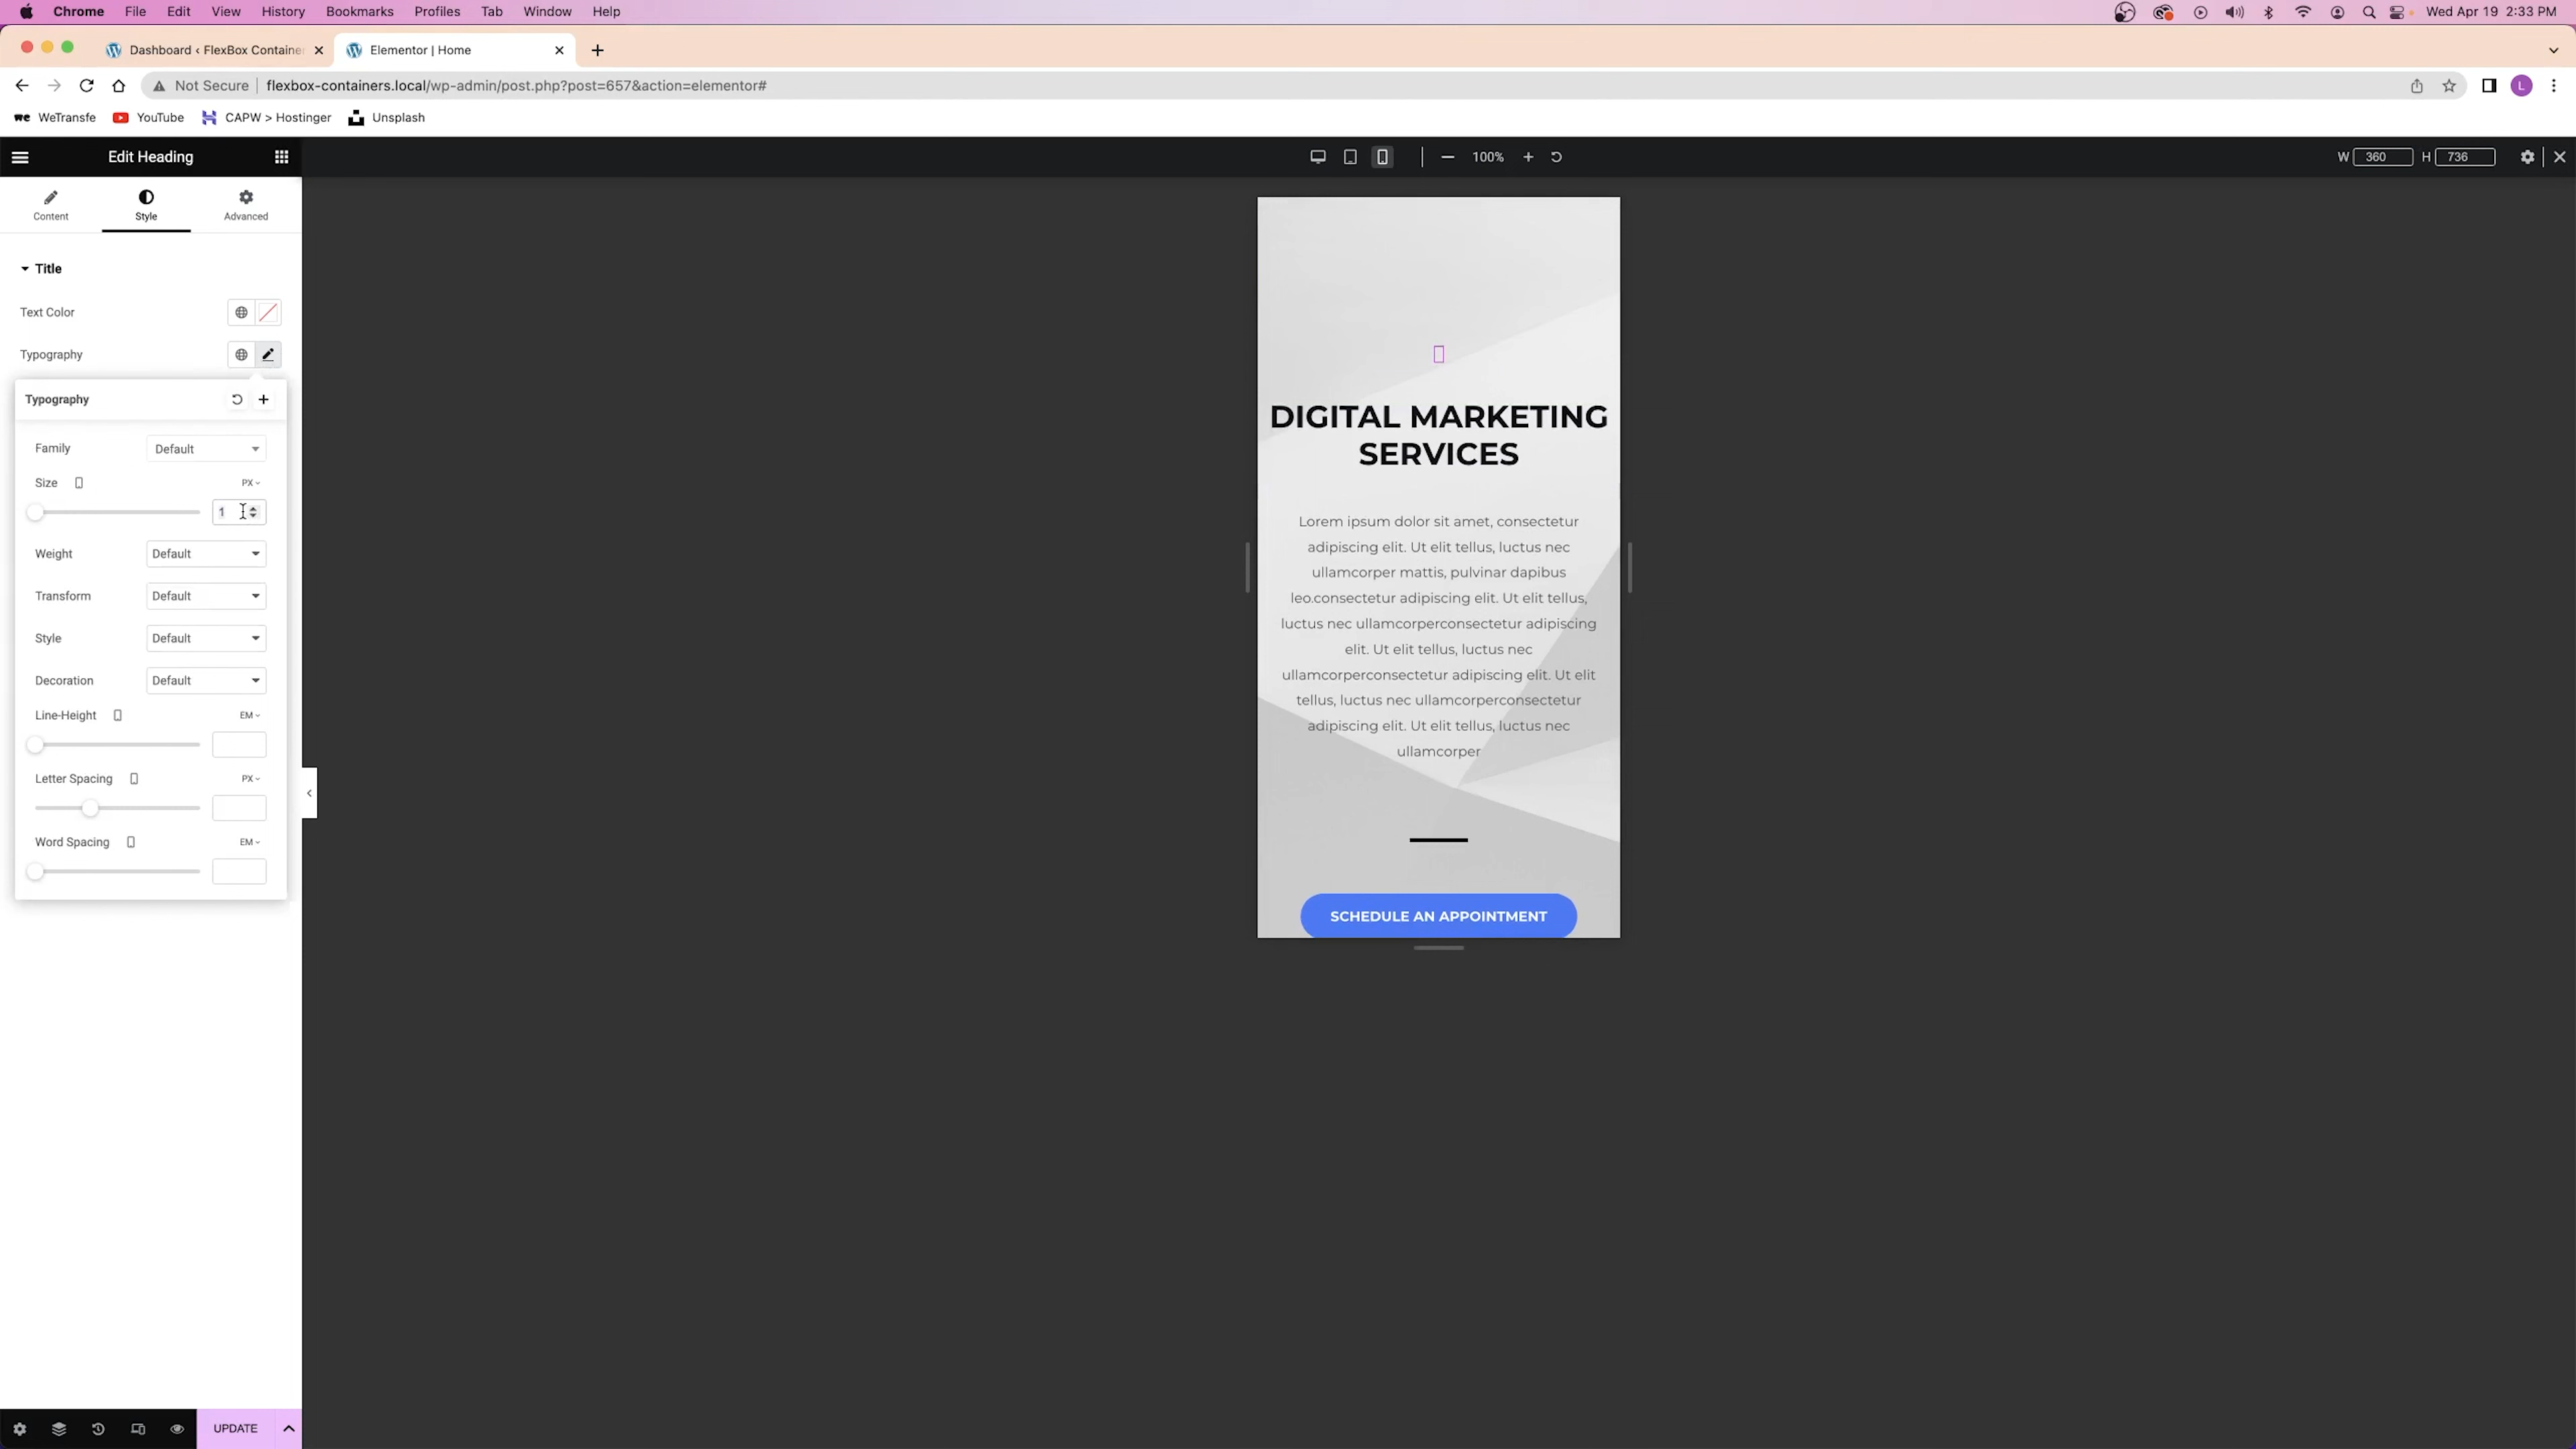 Chrome File Edit View History Bookmarks Profiles Tab Window Help Wed Apr 19 2:33 PM
Dashboard ‹ FlexBox Containe Elementor | Home
Not Secure flexbox-containers.local/wp-admin/post.php?post=657&action=elementor# L
we WeTransfe YouTube CAPW > Hostinger Unsplash
Edit Heading 100% W 360 H 736
Content Style Advanced
Title
Text Color
Typography
Typography
Family Default
Size PX
1
Weight Default
Transform Default
Style Default
Decoration Default
Line-Height EM
Letter Spacing PX
Word Spacing EM
UPDATE
DIGITAL MARKETING
SERVICES
Lorem ipsum dolor sit amet, consectetur
adipiscing elit. Ut elit tellus, luctus nec
ullamcorper mattis, pulvinar dapibus
leo.consectetur adipiscing elit. Ut elit tellus,
luctus nec ullamcorperconsectetur adipiscing
elit. Ut elit tellus, luctus nec
ullamcorperconsectetur adipiscing elit. Ut elit
tellus, luctus nec ullamcorperconsectetur
adipiscing elit. Ut elit tellus, luctus nec
ullamcorper
SCHEDULE AN APPOINTMENT